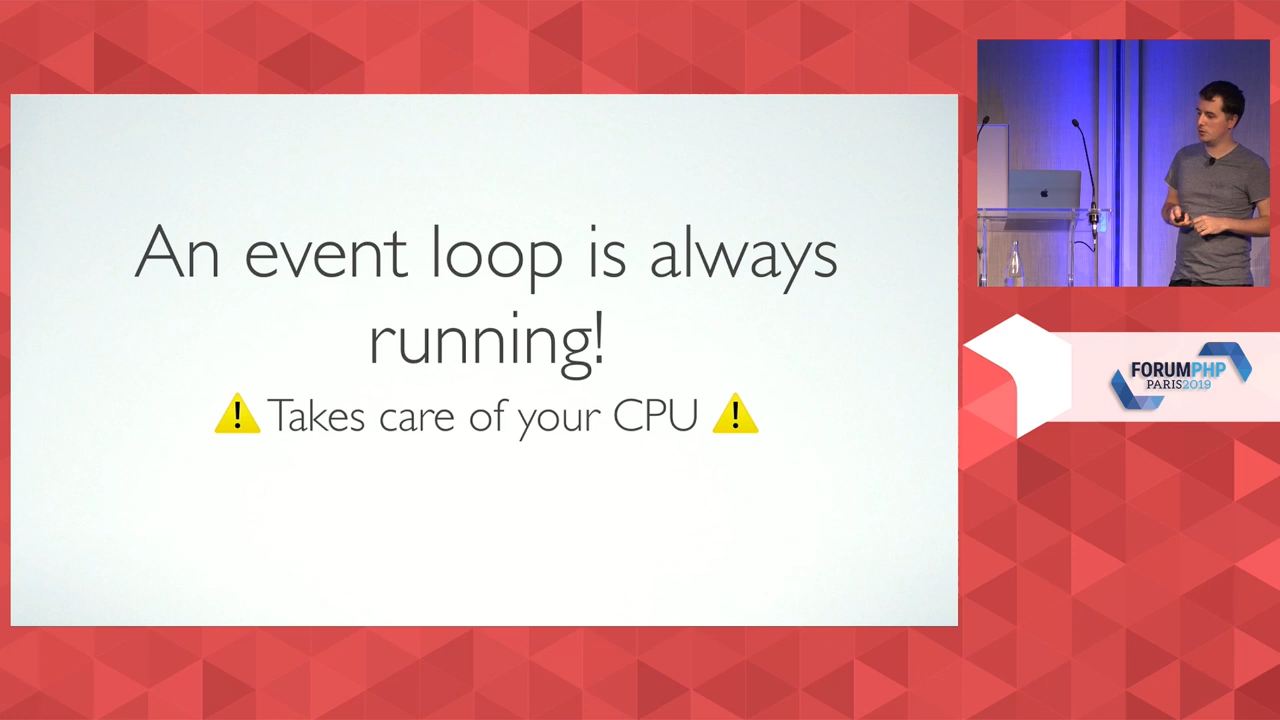 An event loop is always
running!
⚠️ Takes care of your CPU ⚠️
FORUMPHP
PARIS2019